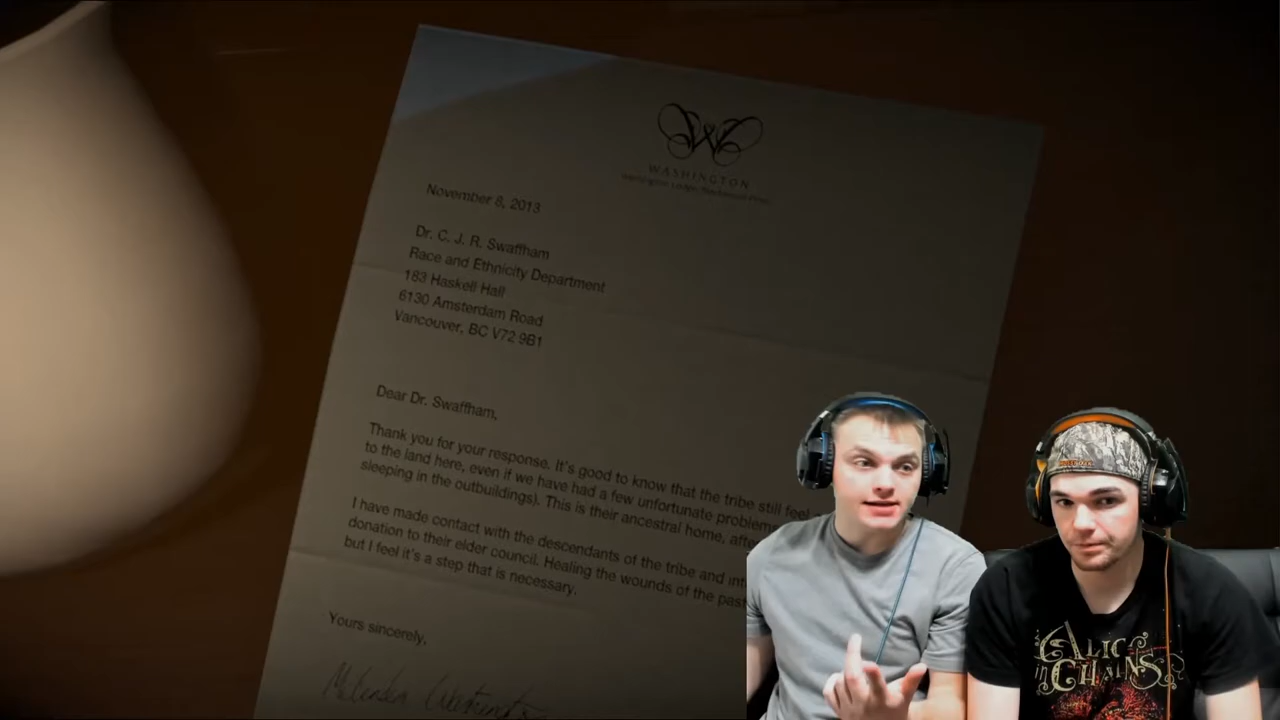 W
WASHINGTON
November 8, 2013
Dr. C. J. R. Swaffham
Race and Ethnicity Department
183 Haskell Hall
6130 Amsterdam Road
Vancouver, BC V72 9B1
Dear Dr. Swaffham,
Thank you for your response. It's good to know that the tribe still feel
to the land here, even if we have had a few unfortunate problems
sleeping in the outbuildings). This is their ancestral home, after
I have made contact with the descendants of the tribe and
donation to their elder council. Healing the wounds of the past
but I feel it's a step that is necessary.
Yours sincerely,
ALICE
in CHAINS